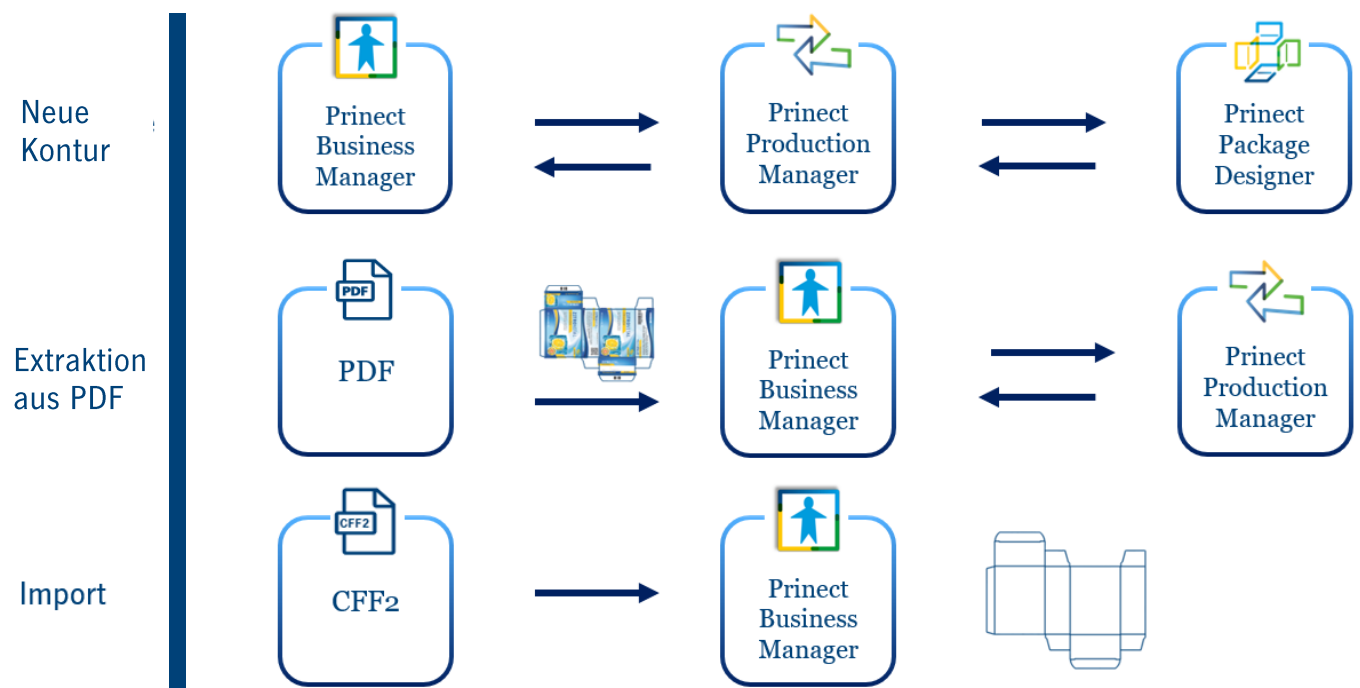 Neue
Kontur
Prinect
Business
Manager
Prinect
Production
Manager
Prinect
Package
Designer
Extraktion
aus PDF
PDF
PDF
Prinect
Business
Manager
Prinect
Production
Manager
Import
CFF2
CFF2
Prinect
Business
Manager